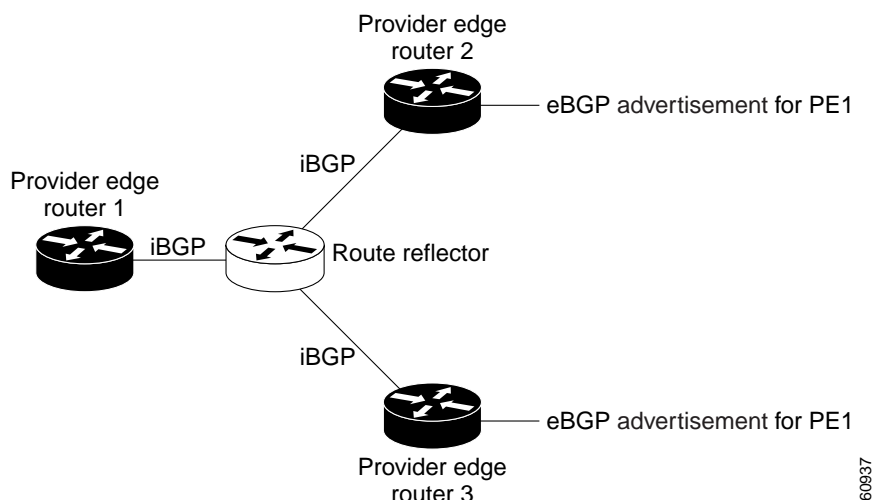 Provider edge
router 2
eBGP advertisement for PE1
iBGP
Provider edge
router 1
iBGP
Route reflector
iBGP
eBGP advertisement for PE1
Provider edge
router 3
60937